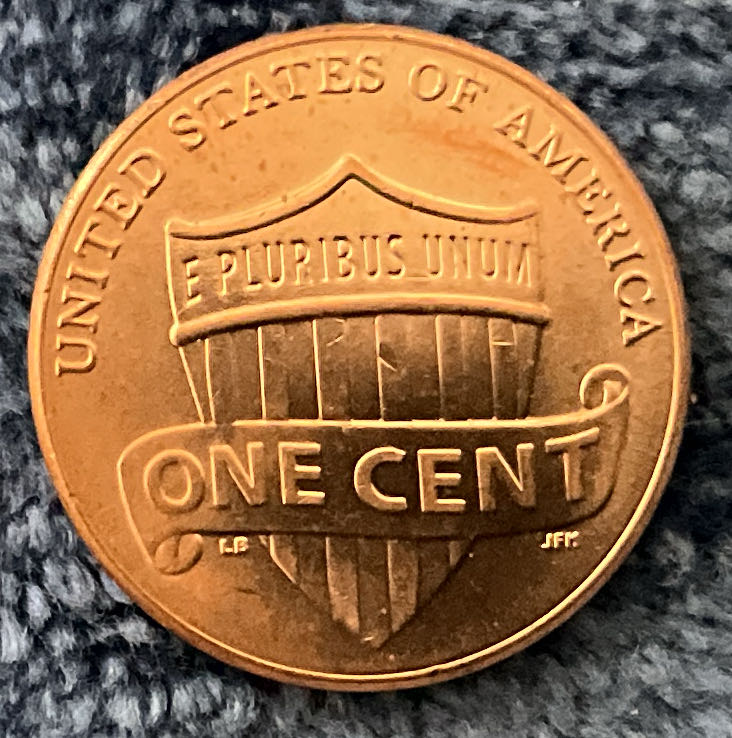 UNITED STATES OF AMERICA
E PLURIBUS UNUM
ONE CENT
LB
JFM